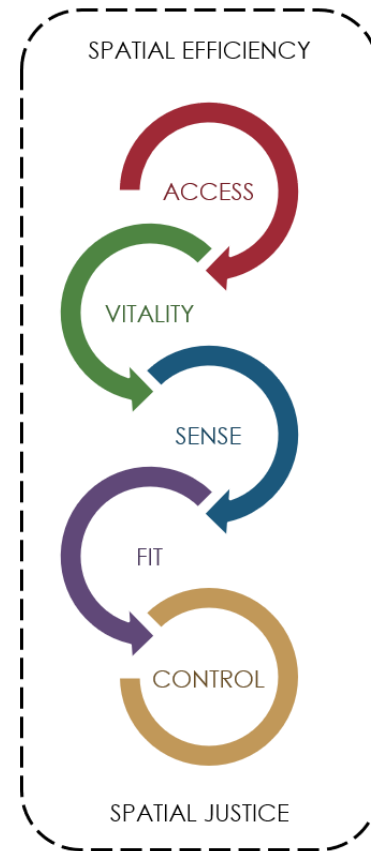 SPATIAL EFFICIENCY
ACCESS
VITALITY
SENSE
FIT
CONTROL
SPATIAL JUSTICE